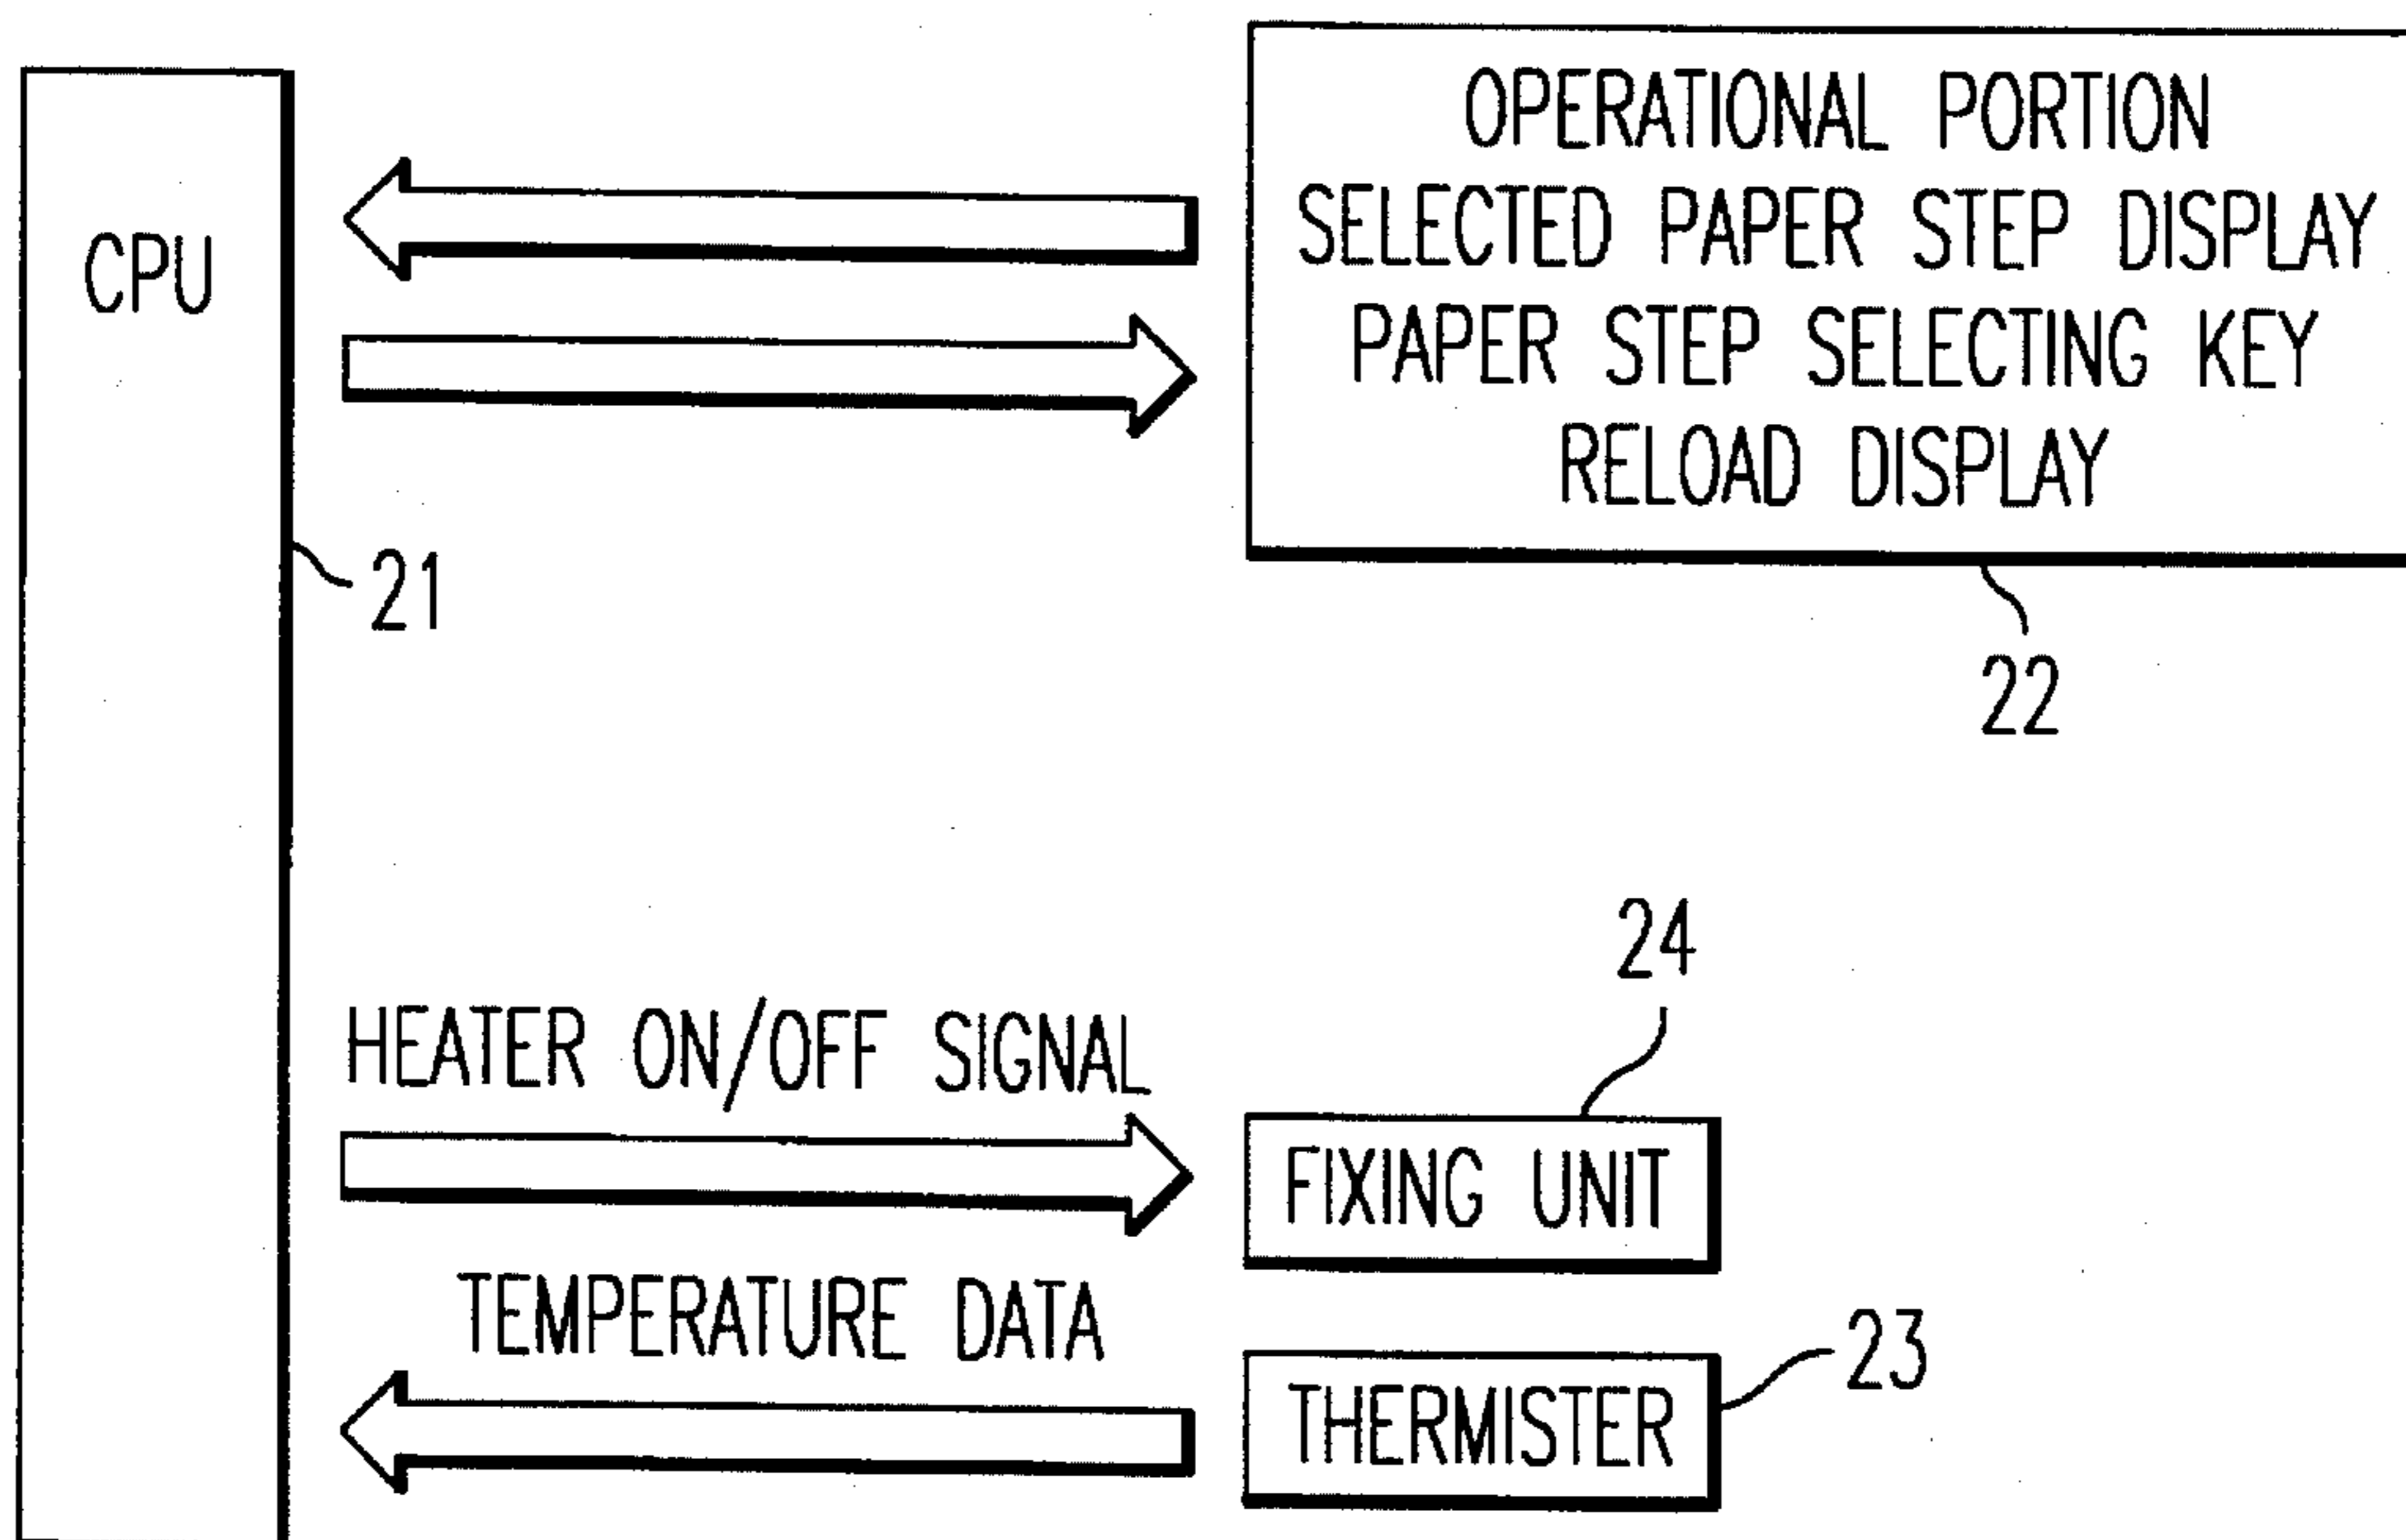 CPU
21
OPERATIONAL PORTION
SELECTED PAPER STEP DISPLAY
PAPER STEP SELECTING KEY
RELOAD DISPLAY
22
HEATER ON/OFF SIGNAL
24
FIXING UNIT
TEMPERATURE DATA
23
THERMISTER